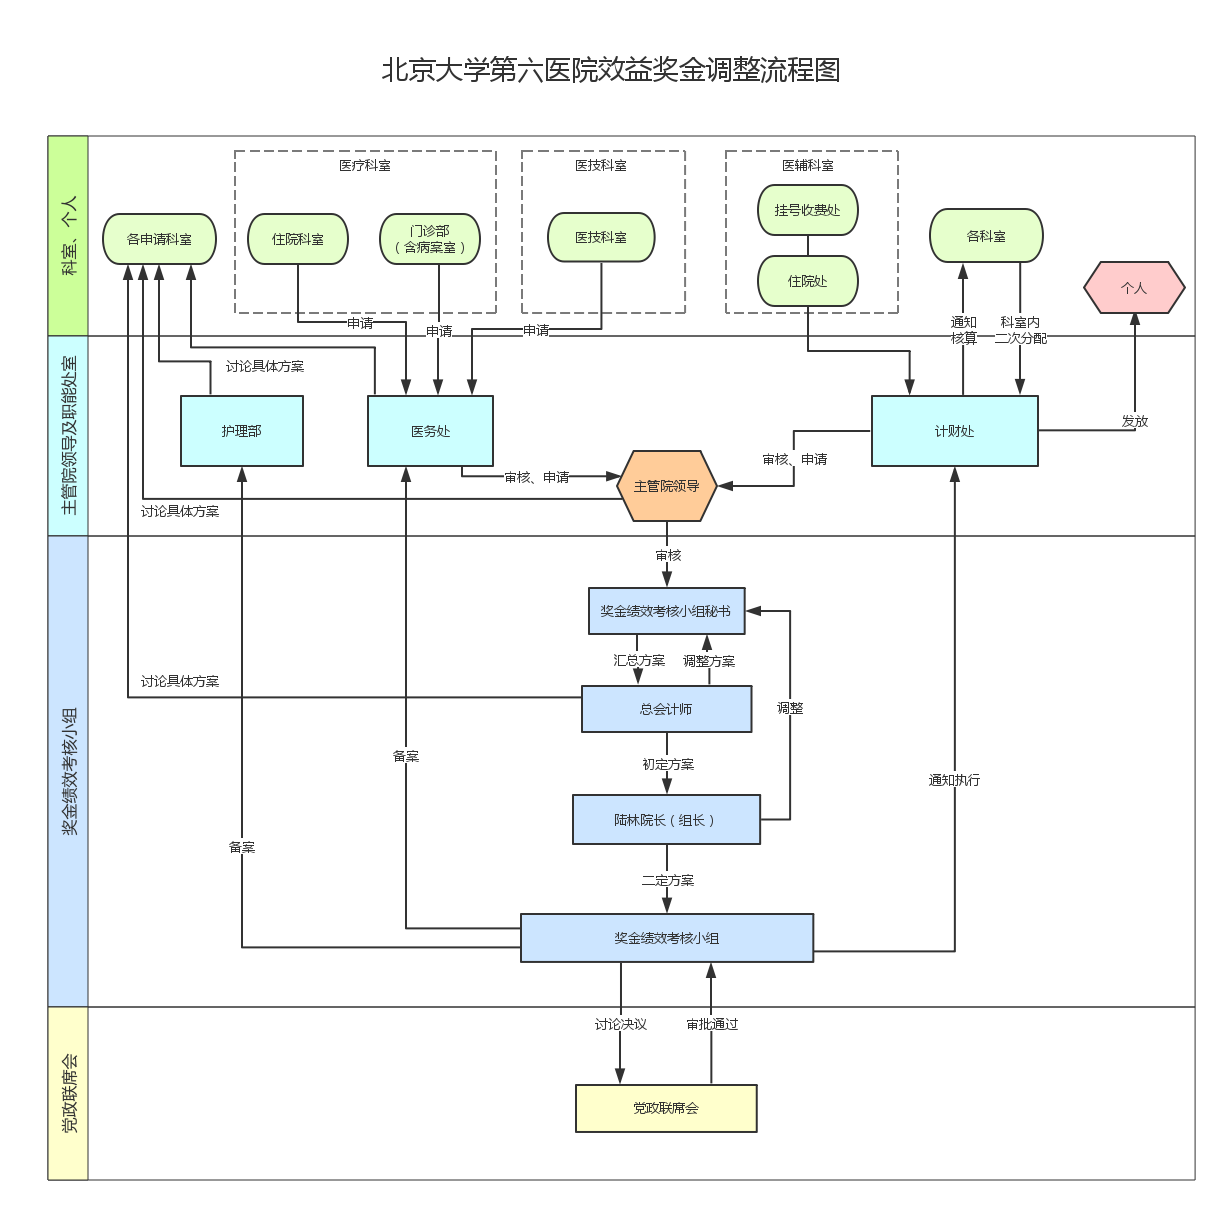 北京大学第六医院效益奖金调整流程图
科室、个人
医疗科室
医技科室
医辅科室
各申请科室
住院科室
门诊部
（含病案室）
医技科室
挂号收费处
住院处
各科室
个人
申请
申请
申请
通知
核算
科室内
二次分配
主管院领导及职能处室
讨论具体方案
护理部
医务处
计财处
发放
审核、申请
审核、申请
主管院领导
讨论具体方案
奖金绩效考核小组
审核
奖金绩效考核小组秘书
汇总方案
调整方案
讨论具体方案
总会计师
调整
备案
初定方案
通知执行
陆林院长（组长）
备案
二定方案
奖金绩效考核小组
党政联席会
讨论决议
审批通过
党政联席会